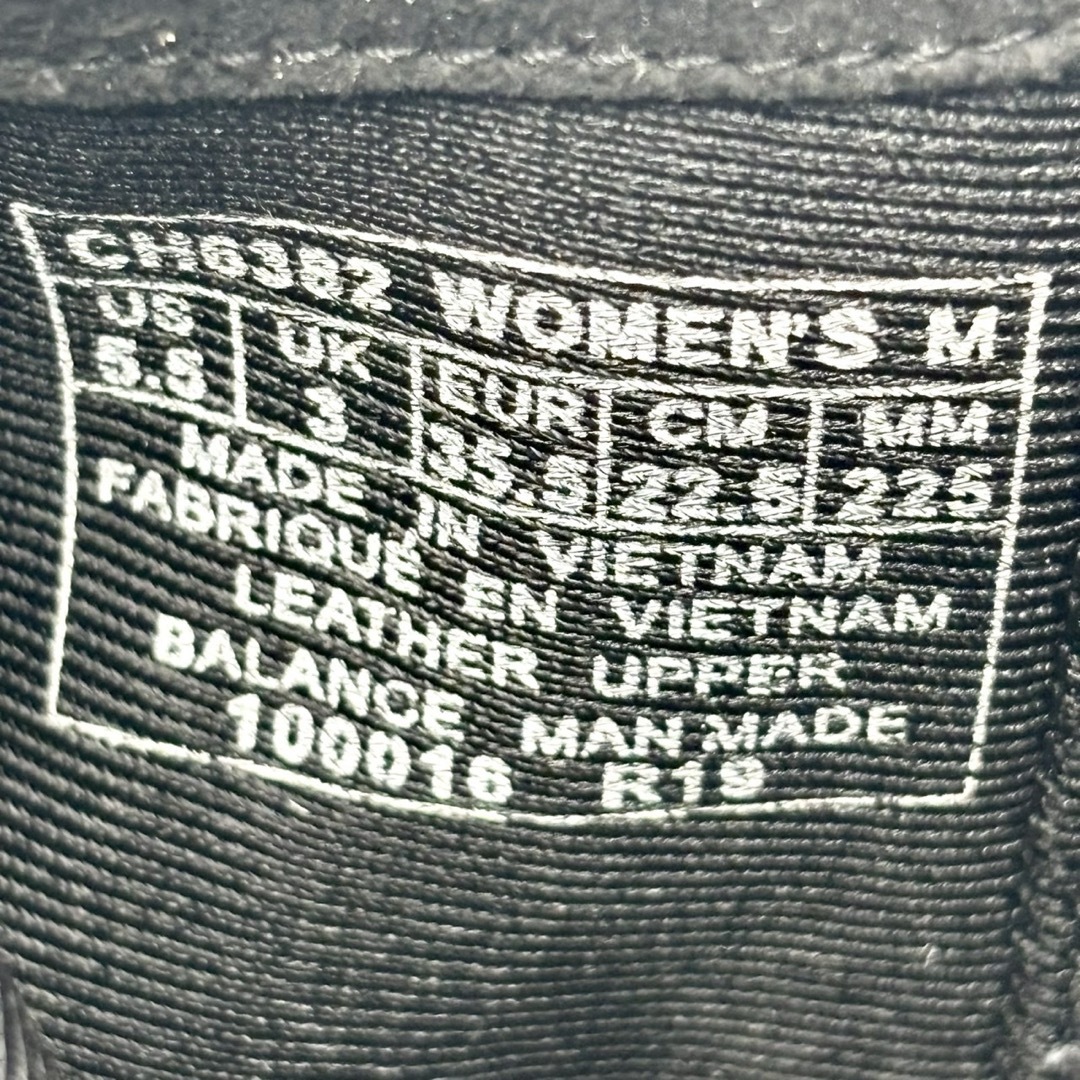 CH6382 WOMEN'S M
US UK EUR. CM MM
5.5 3 35.5 22.5 225
MADE IN VIETNAM
FABRIQUÉ EN VIETNAM
LEATHER UPPER
BALANCE MAN MADE
100016 R19